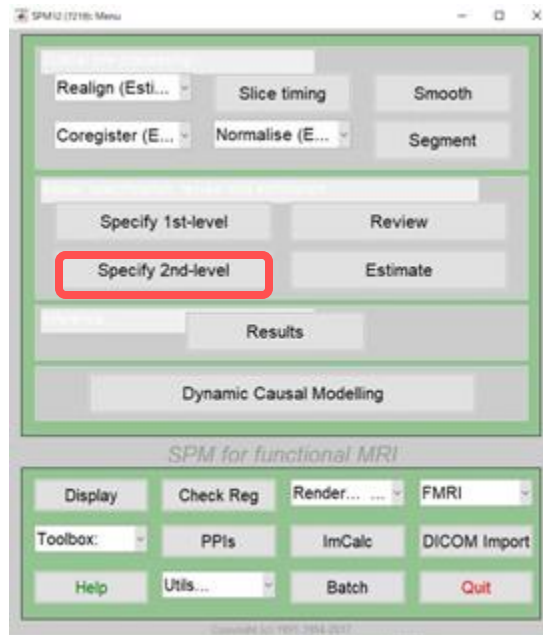 SPM12 (7219): Menu
Realign (Esti... Slice timing Smooth
Coregister (E... Normalise (E... Segment
Specify 1st-level Review
Specify 2nd-level Estimate
Results
Dynamic Causal Modelling
SPM for functional MRI
Display Check Reg Render... ... FMRI
Toolbox: PPIs ImCalc DICOM Import
Help Utils... Batch Quit